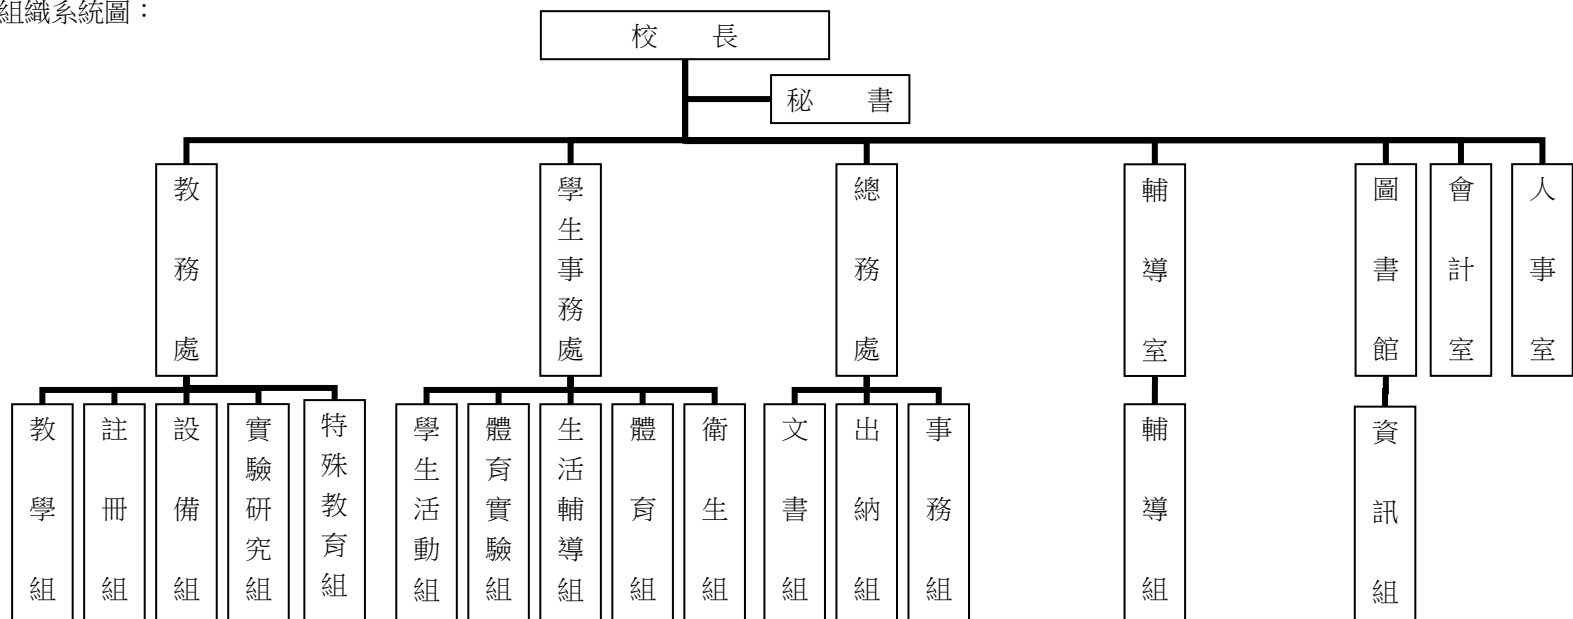 組織系統圖：
校長
秘書
教務處
學生事務處
總務處
輔導室
圖書館
會計室
人事室
教學組
註冊組
設備組
實驗研究組
特殊教育組
學生活動組
體育實驗組
生活輔導組
體育組
衛生組
文書組
出納組
事務組
輔導組
資訊組